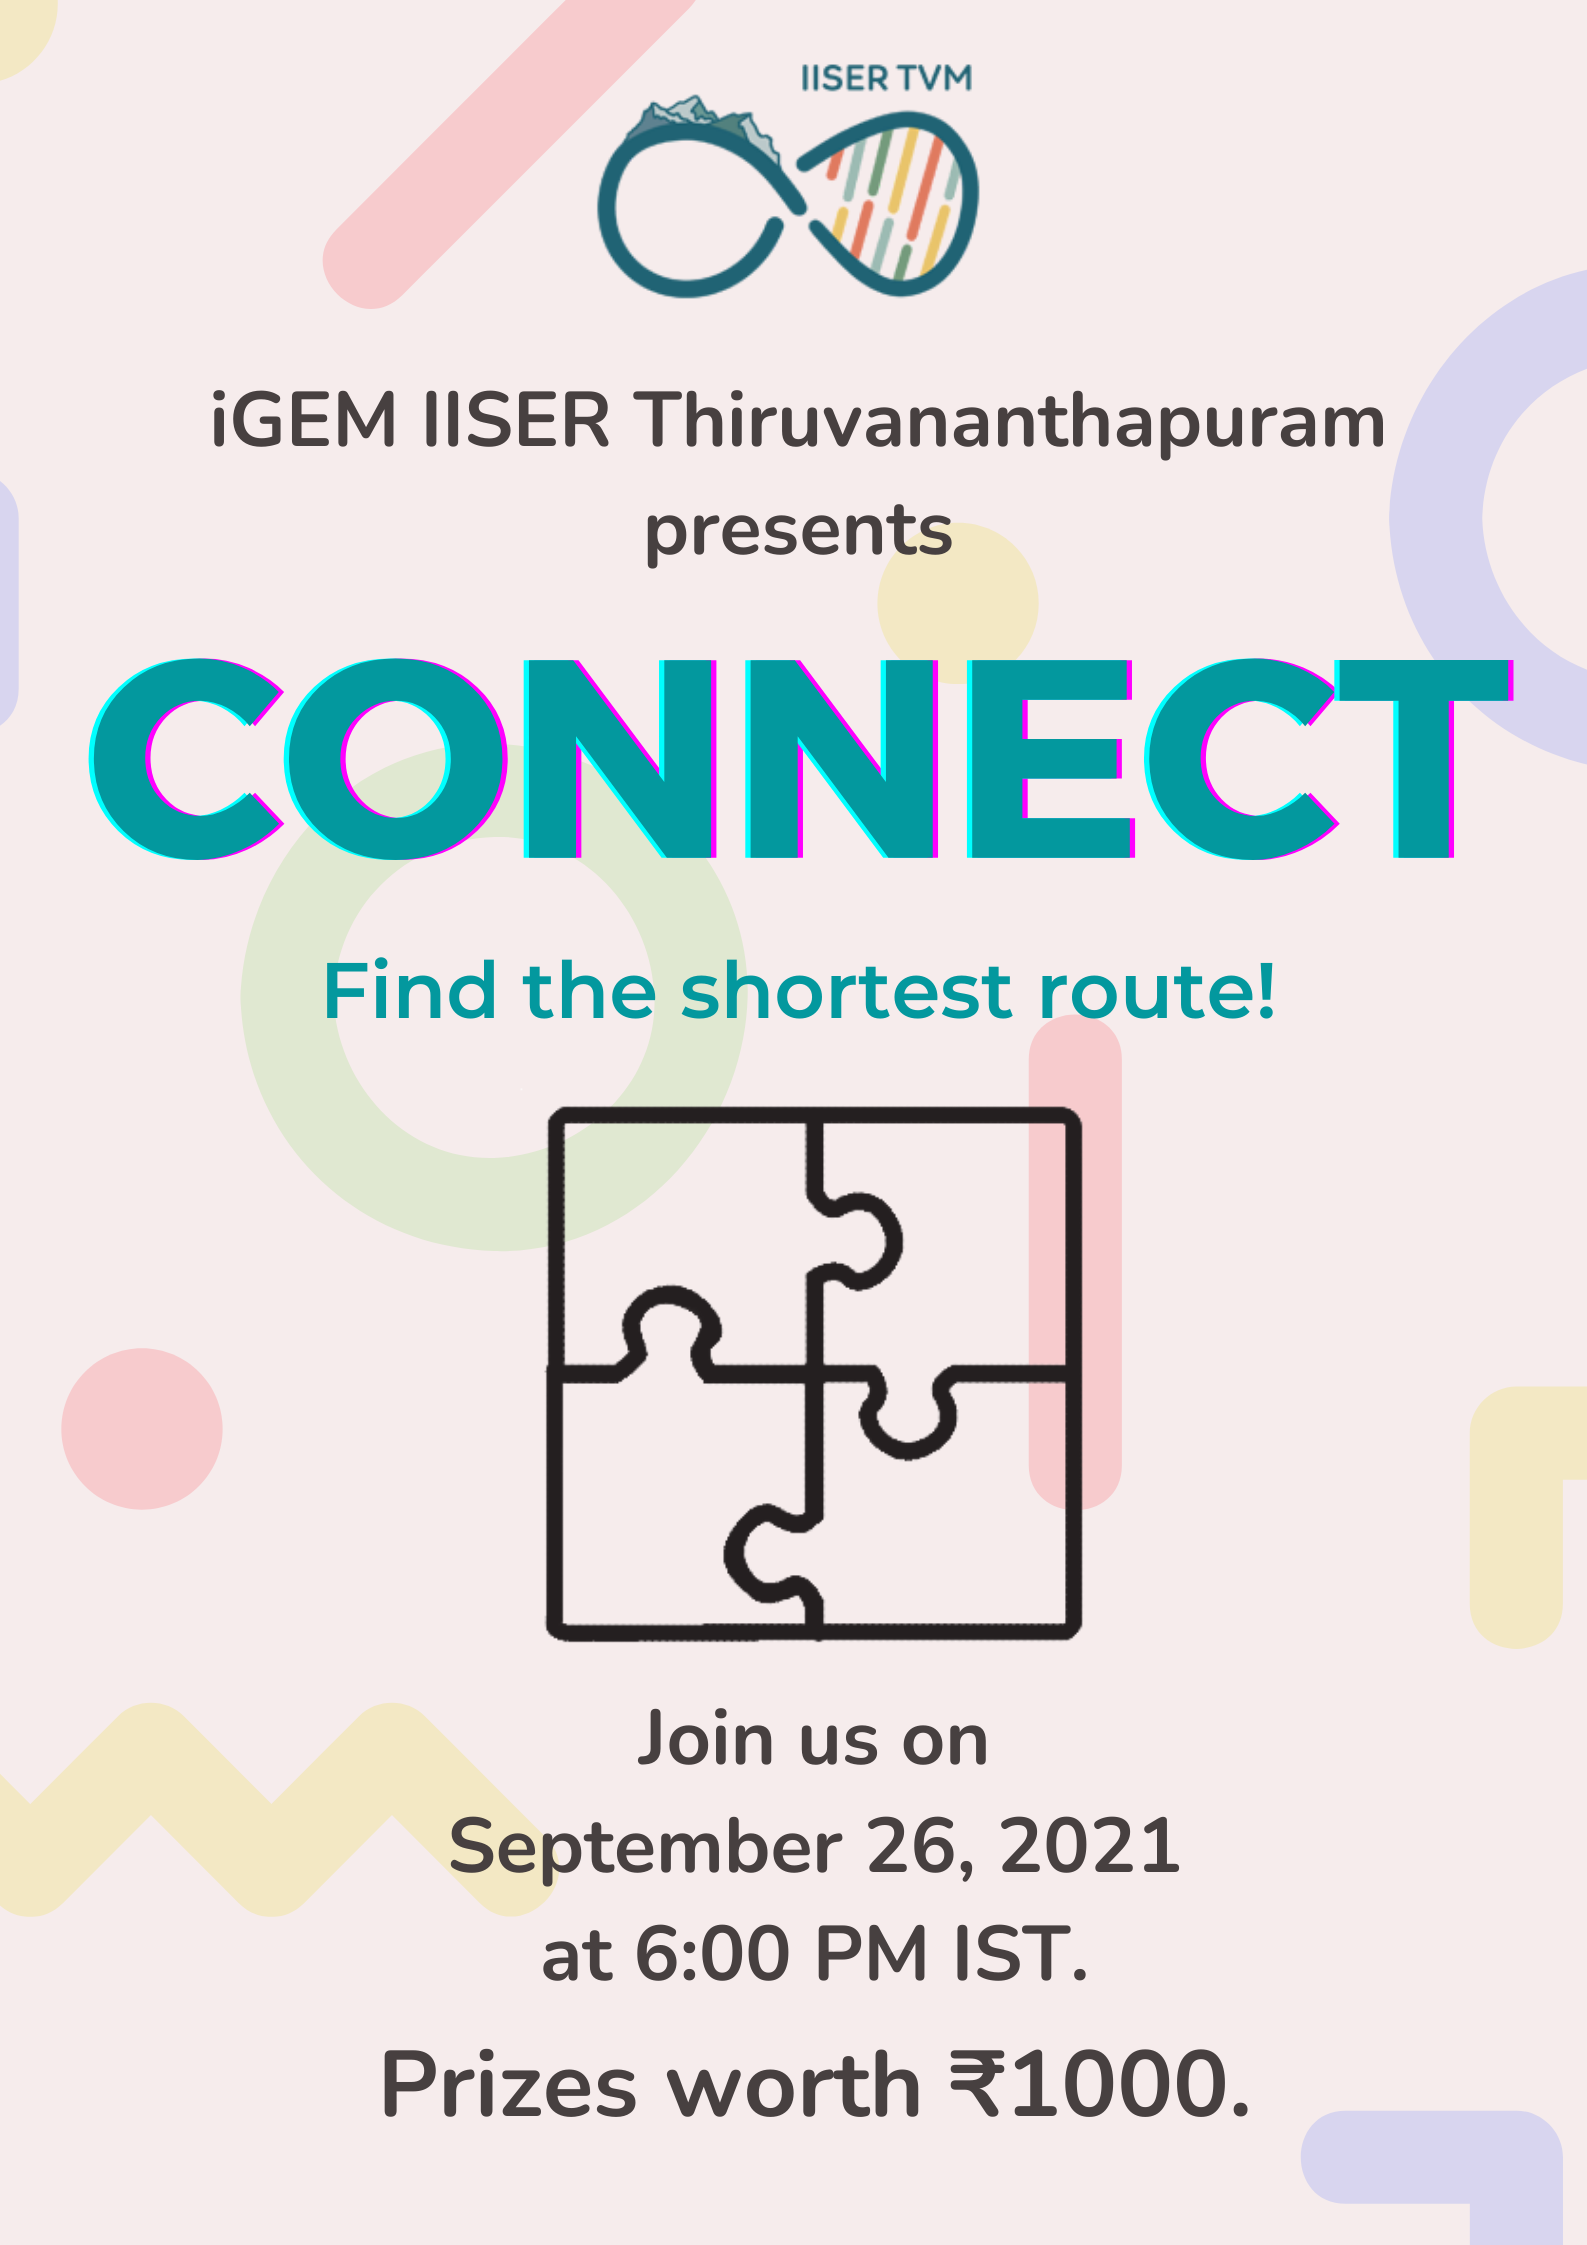 IISER TVM
iGEM IISER Thiruvananthapuram
presents
CONNECT
Find the shortest route!
Join us on
September 26, 2021
at 6:00 PM IST.
Prizes worth ₹1000.